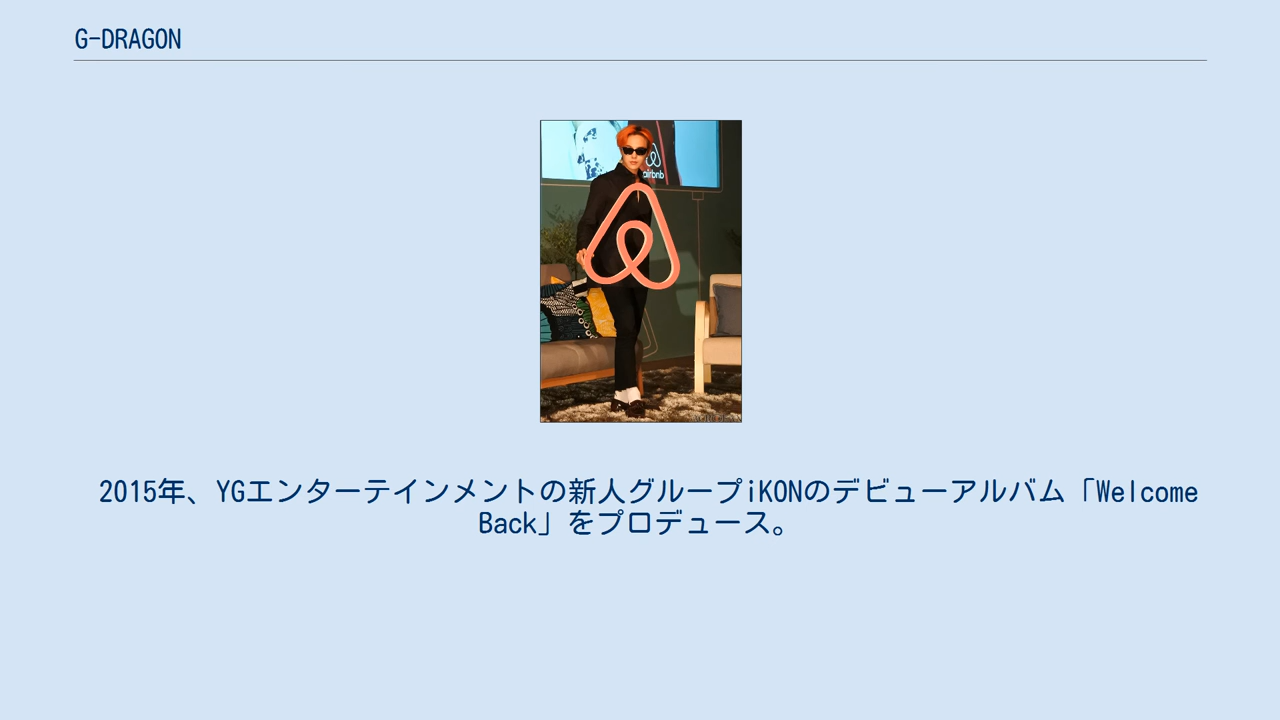 G-DRAGON
airbnb
2015年、YGエンターテインメントの新人グループiKONのデビューアルバム「Welcome
Back」をプロデュース。